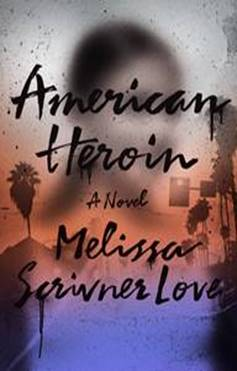 American
Heroin
A Novel
Melissa
Scrivner Love